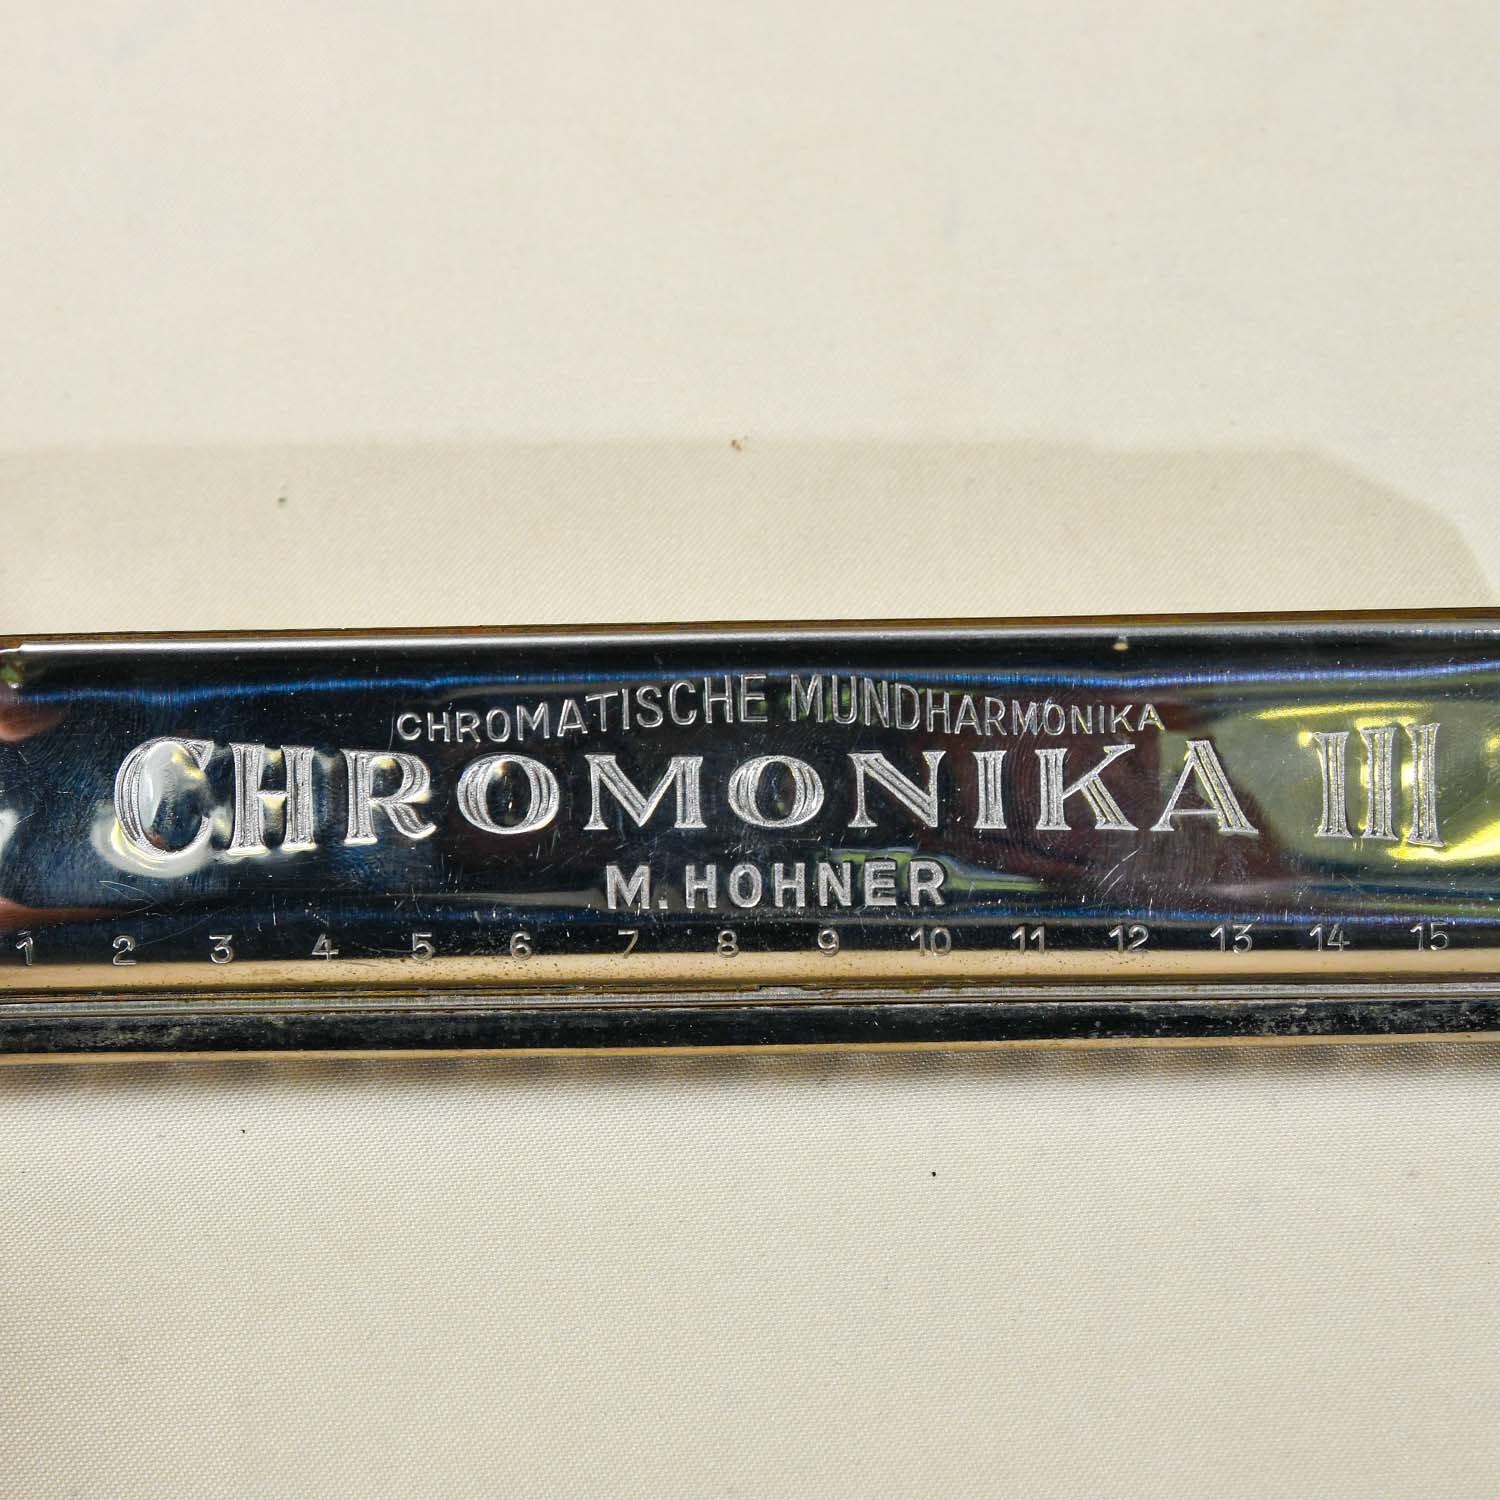 CHROMATISCHE MUNDHARMONIKA
CHROMONIKA III
M. HOHNER
1 2 3 4 5 6 7 8 9 10 11 12 13 14 15